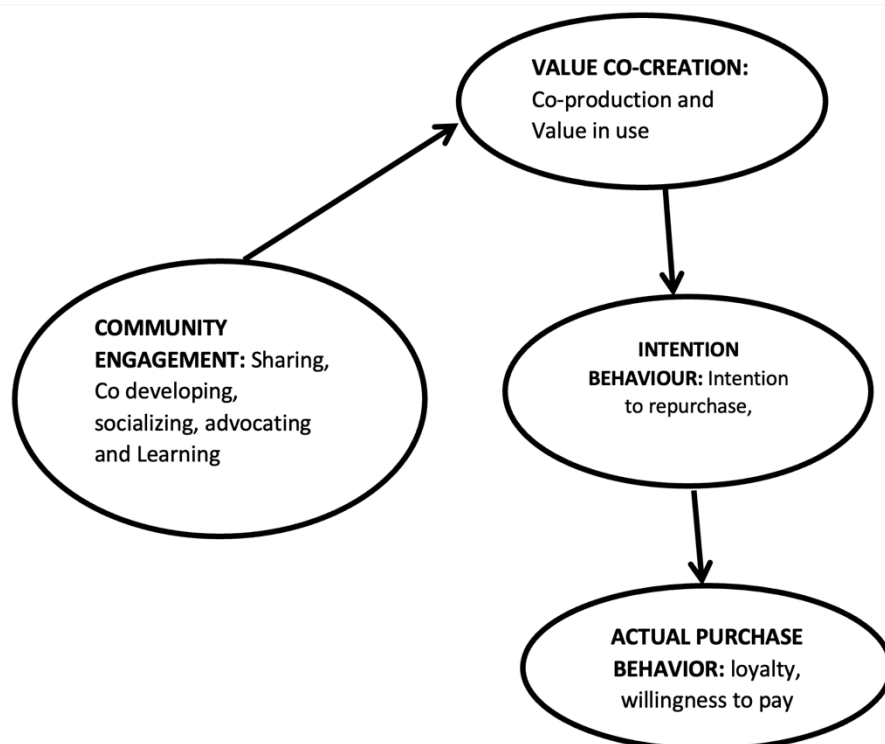 VALUE CO-CREATION:
Co-production and
Value in use
COMMUNITY
ENGAGEMENT: Sharing,
Co developing,
socializing, advocating
and Learning
INTENTION
BEHAVIOUR: Intention
to repurchase,
ACTUAL PURCHASE
BEHAVIOR: loyalty,
willingness to pay